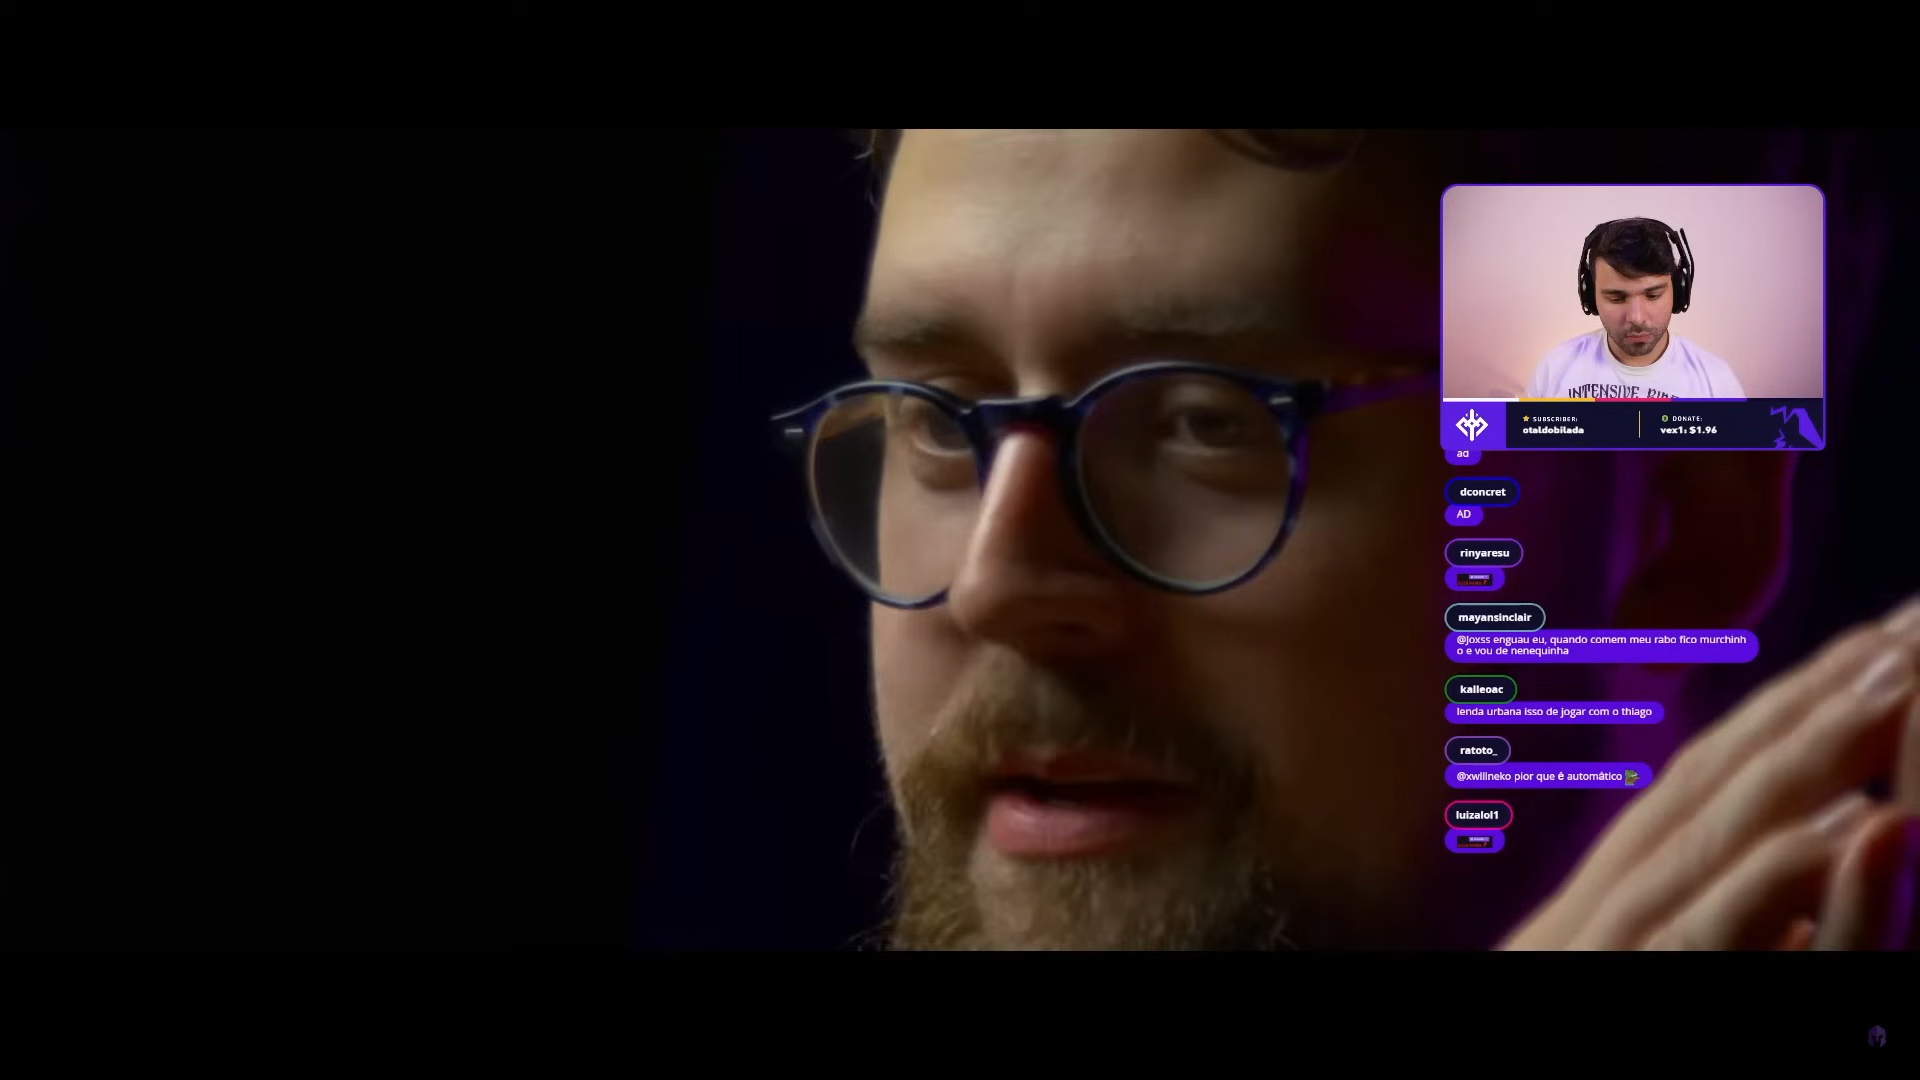 INTENSIVE
SUBSCRIBER:
otaldobilada
DONATE:
vex1: $1.96
ad
dconcret
AD
rinyaresu
mayansinclair
@Joxss enguau eu, quando comem meu rabo fico murchinh
o e vou de nenequinha
kalleoac
lenda urbana isso de jogar com o thiago
ratoto_
@xwillneko pior que é automático
luizalol1